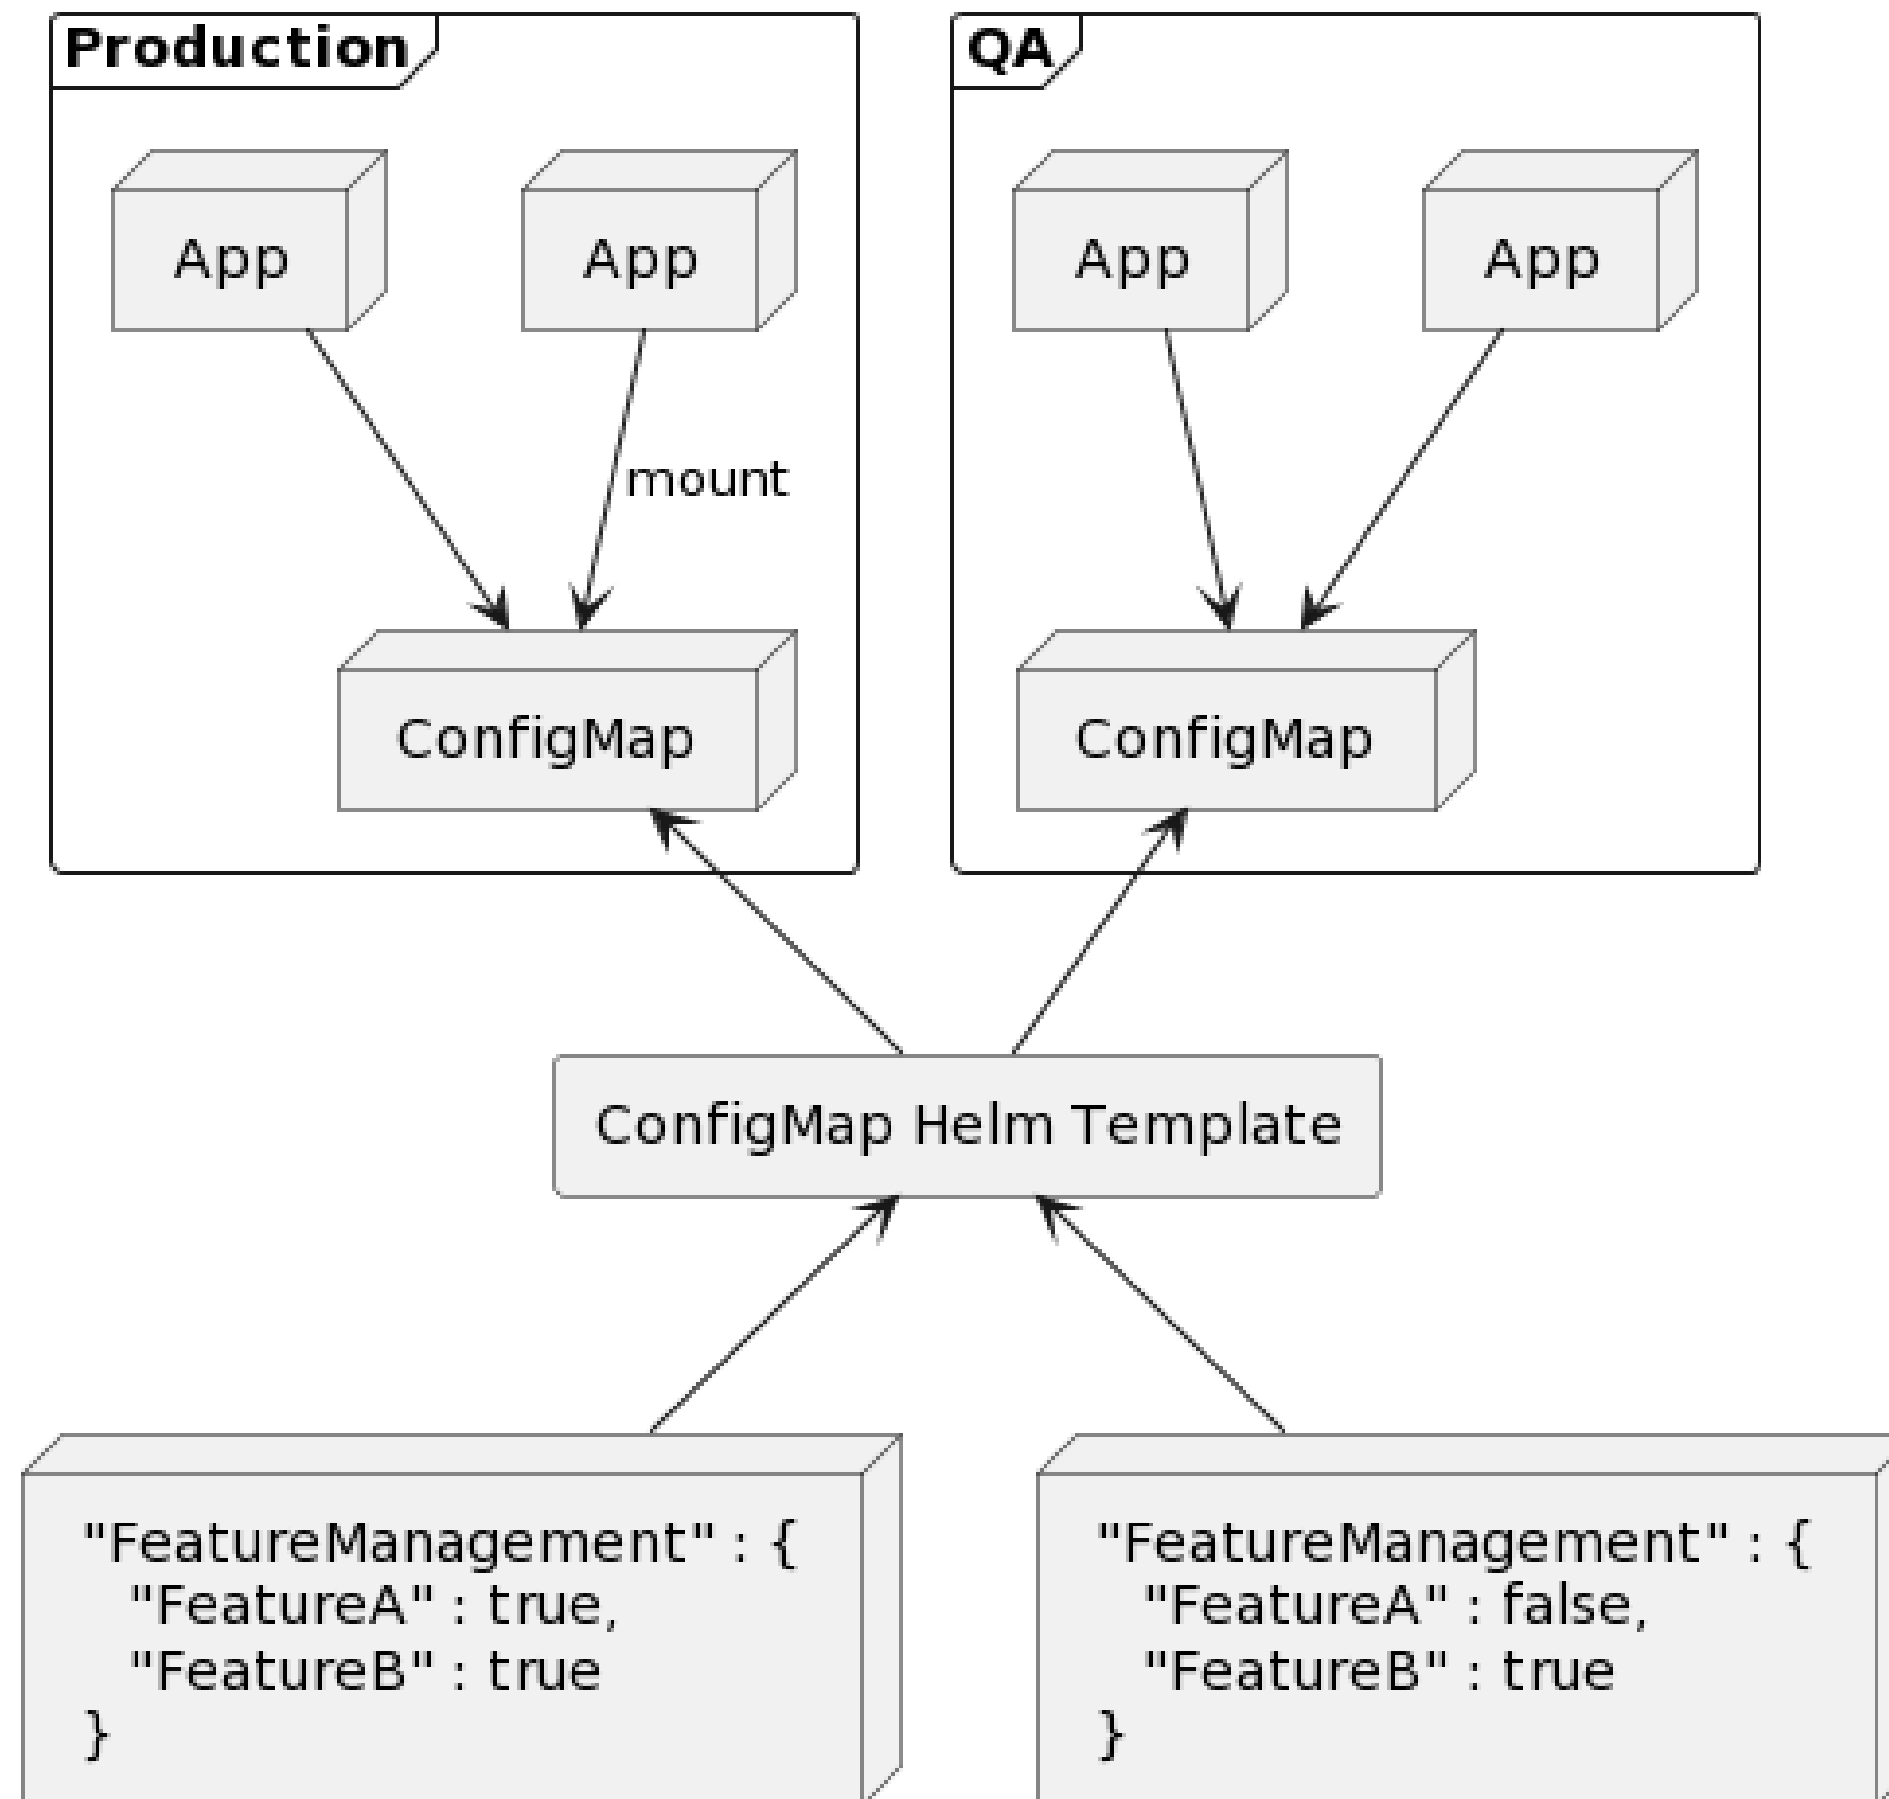 Production
QA
App
App
App
App
mount
ConfigMap
ConfigMap
ConfigMap Helm Template
"FeatureManagement" : {
"FeatureA" : true,
"FeatureB" : true
}
"FeatureManagement" : {
"FeatureA" : false,
"FeatureB" : true
}